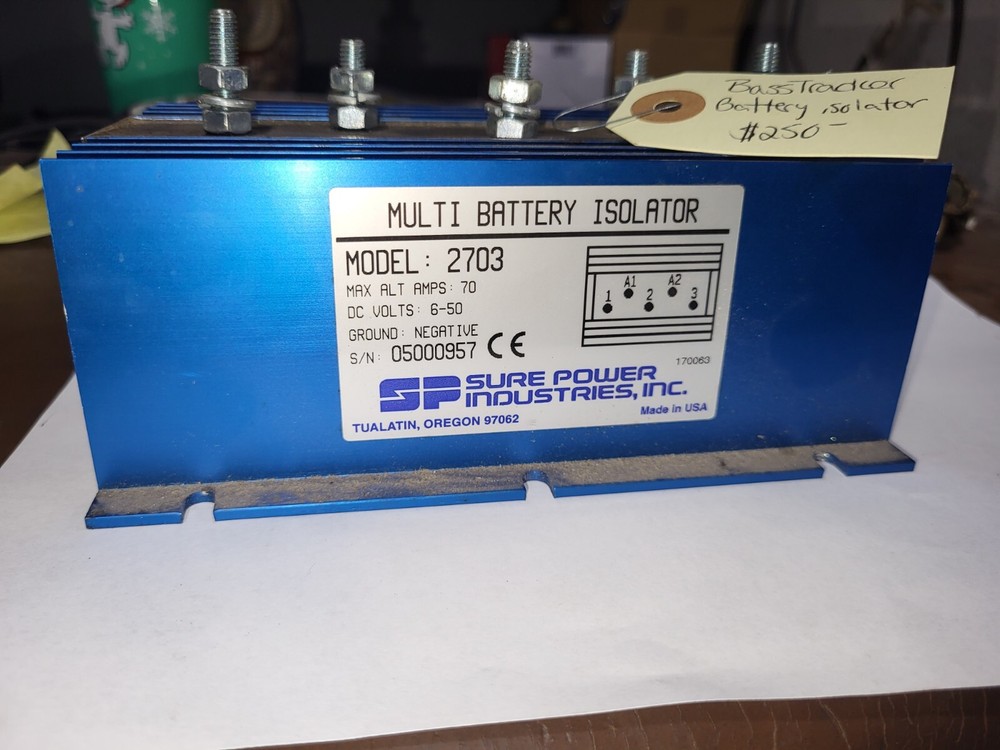 BassTracker
Battery isolator
$250-
MULTI BATTERY ISOLATOR
MODEL: 2703
MAX ALT AMPS: 70
DC VOLTS: 6-50
GROUND: NEGATIVE
S/N: 05000957 CE
A1 A2
1 2 3
170063
SP SURE POWER
INDUSTRIES, INC.
Made in USA
TUALATIN, OREGON 97062